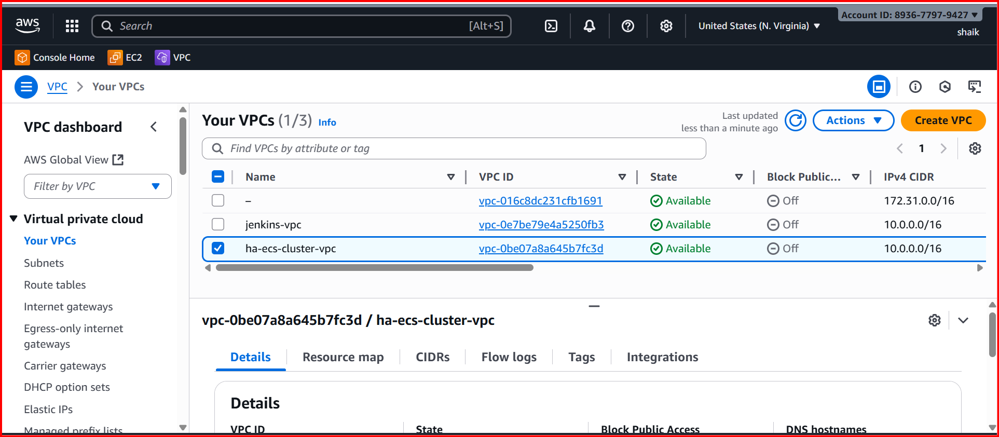 aws
Search [Alt+S]
United States (N. Virginia)
Account ID: 8936-7797-9427
shaik
Console Home EC2 VPC
VPC Your VPCs
VPC dashboard
AWS Global View
Filter by VPC
Virtual private cloud
Your VPCs
Subnets
Route tables
Internet gateways
Egress-only internet
gateways
Carrier gateways
DHCP option sets
Elastic IPs
Managed prefix lists
Your VPCs (1/3) Info
Last updated
less than a minute ago
Actions
Create VPC
Find VPCs by attribute or tag
1
Name VPC ID State Block Public... IPv4 CIDR
– vpc-016c8dc231cfb1691 Available Off 172.31.0.0/16
jenkins-vpc vpc-0e7be79e4a5250fb3 Available Off 10.0.0.0/16
ha-ecs-cluster-vpc vpc-0be07a8a645b7fc3d Available Off 10.0.0.0/16
vpc-0be07a8a645b7fc3d / ha-ecs-cluster-vpc
Details Resource map CIDRs Flow logs Tags Integrations
Details
VPC ID State Block Public Access DNS hostnames